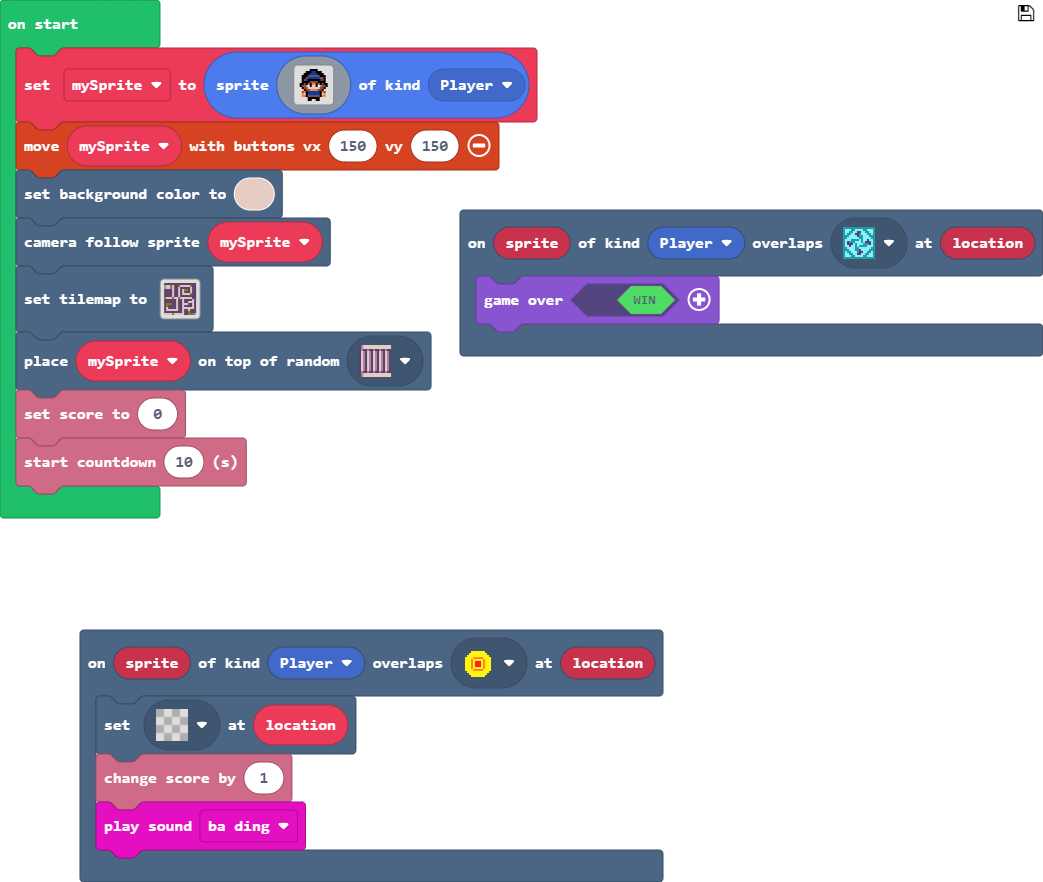 on start
set mySprite to sprite of kind Player
move mySprite with buttons vx 150 vy 150
set background color to
camera follow sprite mySprite
set tilemap to
place mySprite on top of random
set score to 0
start countdown 10 (s)
on sprite of kind Player overlaps at location
game over WIN
on sprite of kind Player overlaps at location
set at location
change score by 1
play sound ba ding